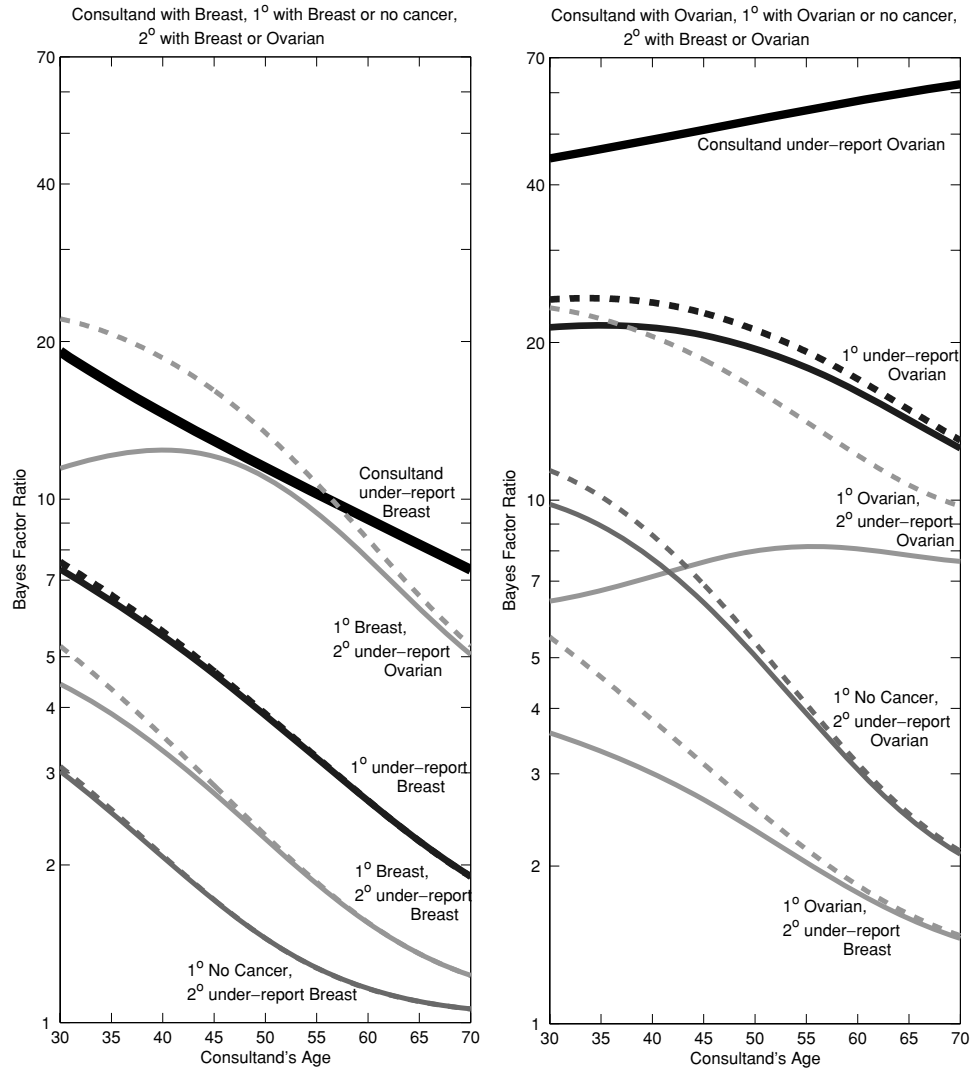 Consultand with Breast, 1° with Breast or no cancer,
2° with Breast or Ovarian
70
40
20
10
7
5
4
3
2
1
Bayes Factor Ratio
Consultand
under−report
Breast
1° Breast,
2° under−report
Ovarian
1° under−report
Breast
1° Breast,
2° under−report
Breast
1° No Cancer,
2° under−report Breast
30 35 40 45 50 55 60 65 70
Consultand's Age
Consultand with Ovarian, 1° with Ovarian or no cancer,
2° with Breast or Ovarian
70
40
20
10
7
5
4
3
2
1
Bayes Factor Ratio
Consultand under−report Ovarian
1° under−report
Ovarian
1° Ovarian,
2° under−report
Ovarian
1° No Cancer,
2° under−report
Ovarian
1° Ovarian,
2° under−report
Breast
30 35 40 45 50 55 60 65 70
Consultand's Age